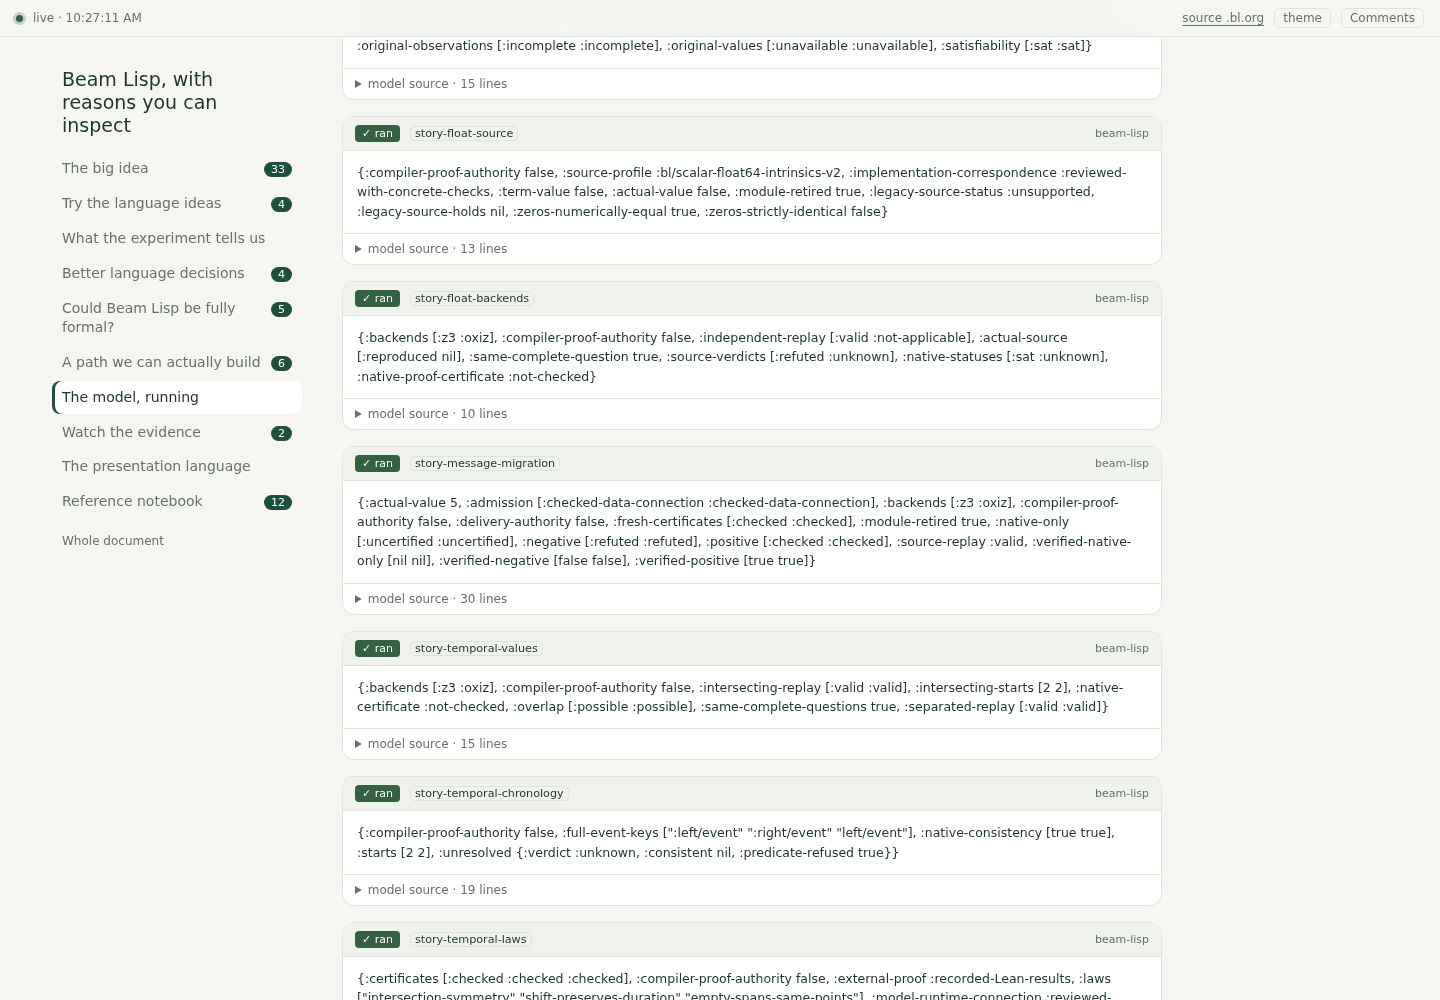 live · 10:27:11 AM
source .bl.org
theme
Comments
Beam Lisp, with
reasons you can
inspect
The big idea
33
Try the language ideas
4
What the experiment tells us
Better language decisions
4
Could Beam Lisp be fully
formal?
5
A path we can actually build
6
The model, running
Watch the evidence
2
The presentation language
Reference notebook
12
Whole document
:original-observations [:incomplete :incomplete], :original-values [:unavailable :unavailable], :satisfiability [:sat :sat]}
▶ model source · 15 lines
✓ ran
story-float-source
beam-lisp
{:compiler-proof-authority false, :source-profile :bl/scalar-float64-intrinsics-v2, :implementation-correspondence :reviewed-
with-concrete-checks, :term-value false, :actual-value false, :module-retired true, :legacy-source-status :unsupported,
:legacy-source-holds nil, :zeros-numerically-equal true, :zeros-strictly-identical false}
▶ model source · 13 lines
✓ ran
story-float-backends
beam-lisp
{:backends [:z3 :oxiz], :compiler-proof-authority false, :independent-replay [:valid :not-applicable], :actual-source
[:reproduced nil], :same-complete-question true, :source-verdicts [:refuted :unknown], :native-statuses [:sat :unknown],
:native-proof-certificate :not-checked}
▶ model source · 10 lines
✓ ran
story-message-migration
beam-lisp
{:actual-value 5, :admission [:checked-data-connection :checked-data-connection], :backends [:z3 :oxiz], :compiler-proof-
authority false, :delivery-authority false, :fresh-certificates [:checked :checked], :module-retired true, :native-only
[:uncertified :uncertified], :negative [:refuted :refuted], :positive [:checked :checked], :source-replay :valid, :verified-native-
only [nil nil], :verified-negative [false false], :verified-positive [true true]}
▶ model source · 30 lines
✓ ran
story-temporal-values
beam-lisp
{:backends [:z3 :oxiz], :compiler-proof-authority false, :intersecting-replay [:valid :valid], :intersecting-starts [2 2], :native-
certificate :not-checked, :overlap [:possible :possible], :same-complete-questions true, :separated-replay [:valid :valid]}
▶ model source · 15 lines
✓ ran
story-temporal-chronology
beam-lisp
{:compiler-proof-authority false, :full-event-keys [":left/event" ":right/event" "left/event"], :native-consistency [true true],
:starts [2 2], :unresolved {:verdict :unknown, :consistent nil, :predicate-refused true}}
▶ model source · 19 lines
✓ ran
story-temporal-laws
beam-lisp
{:certificates [:checked :checked :checked], :compiler-proof-authority false, :external-proof :recorded-Lean-results, :laws
["intersection-symmetry" "shift-preserves-duration" "empty-spans-same-points"], :model-runtime-connection :reviewed-